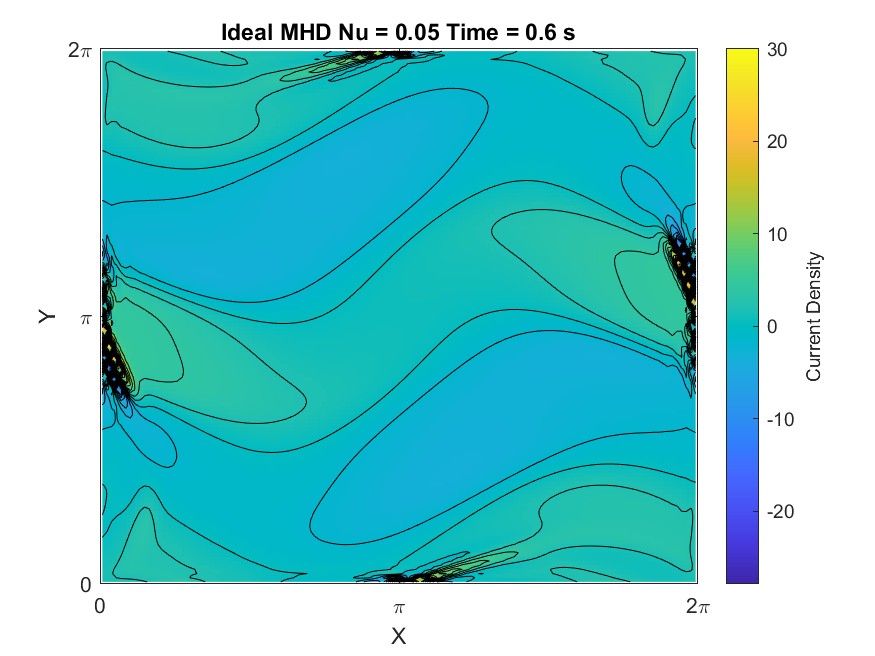 Ideal MHD Nu = 0.05 Time = 0.6 s
2π
π
0
Y
0
π
2π
X
30
20
10
0
-10
-20
Current Density